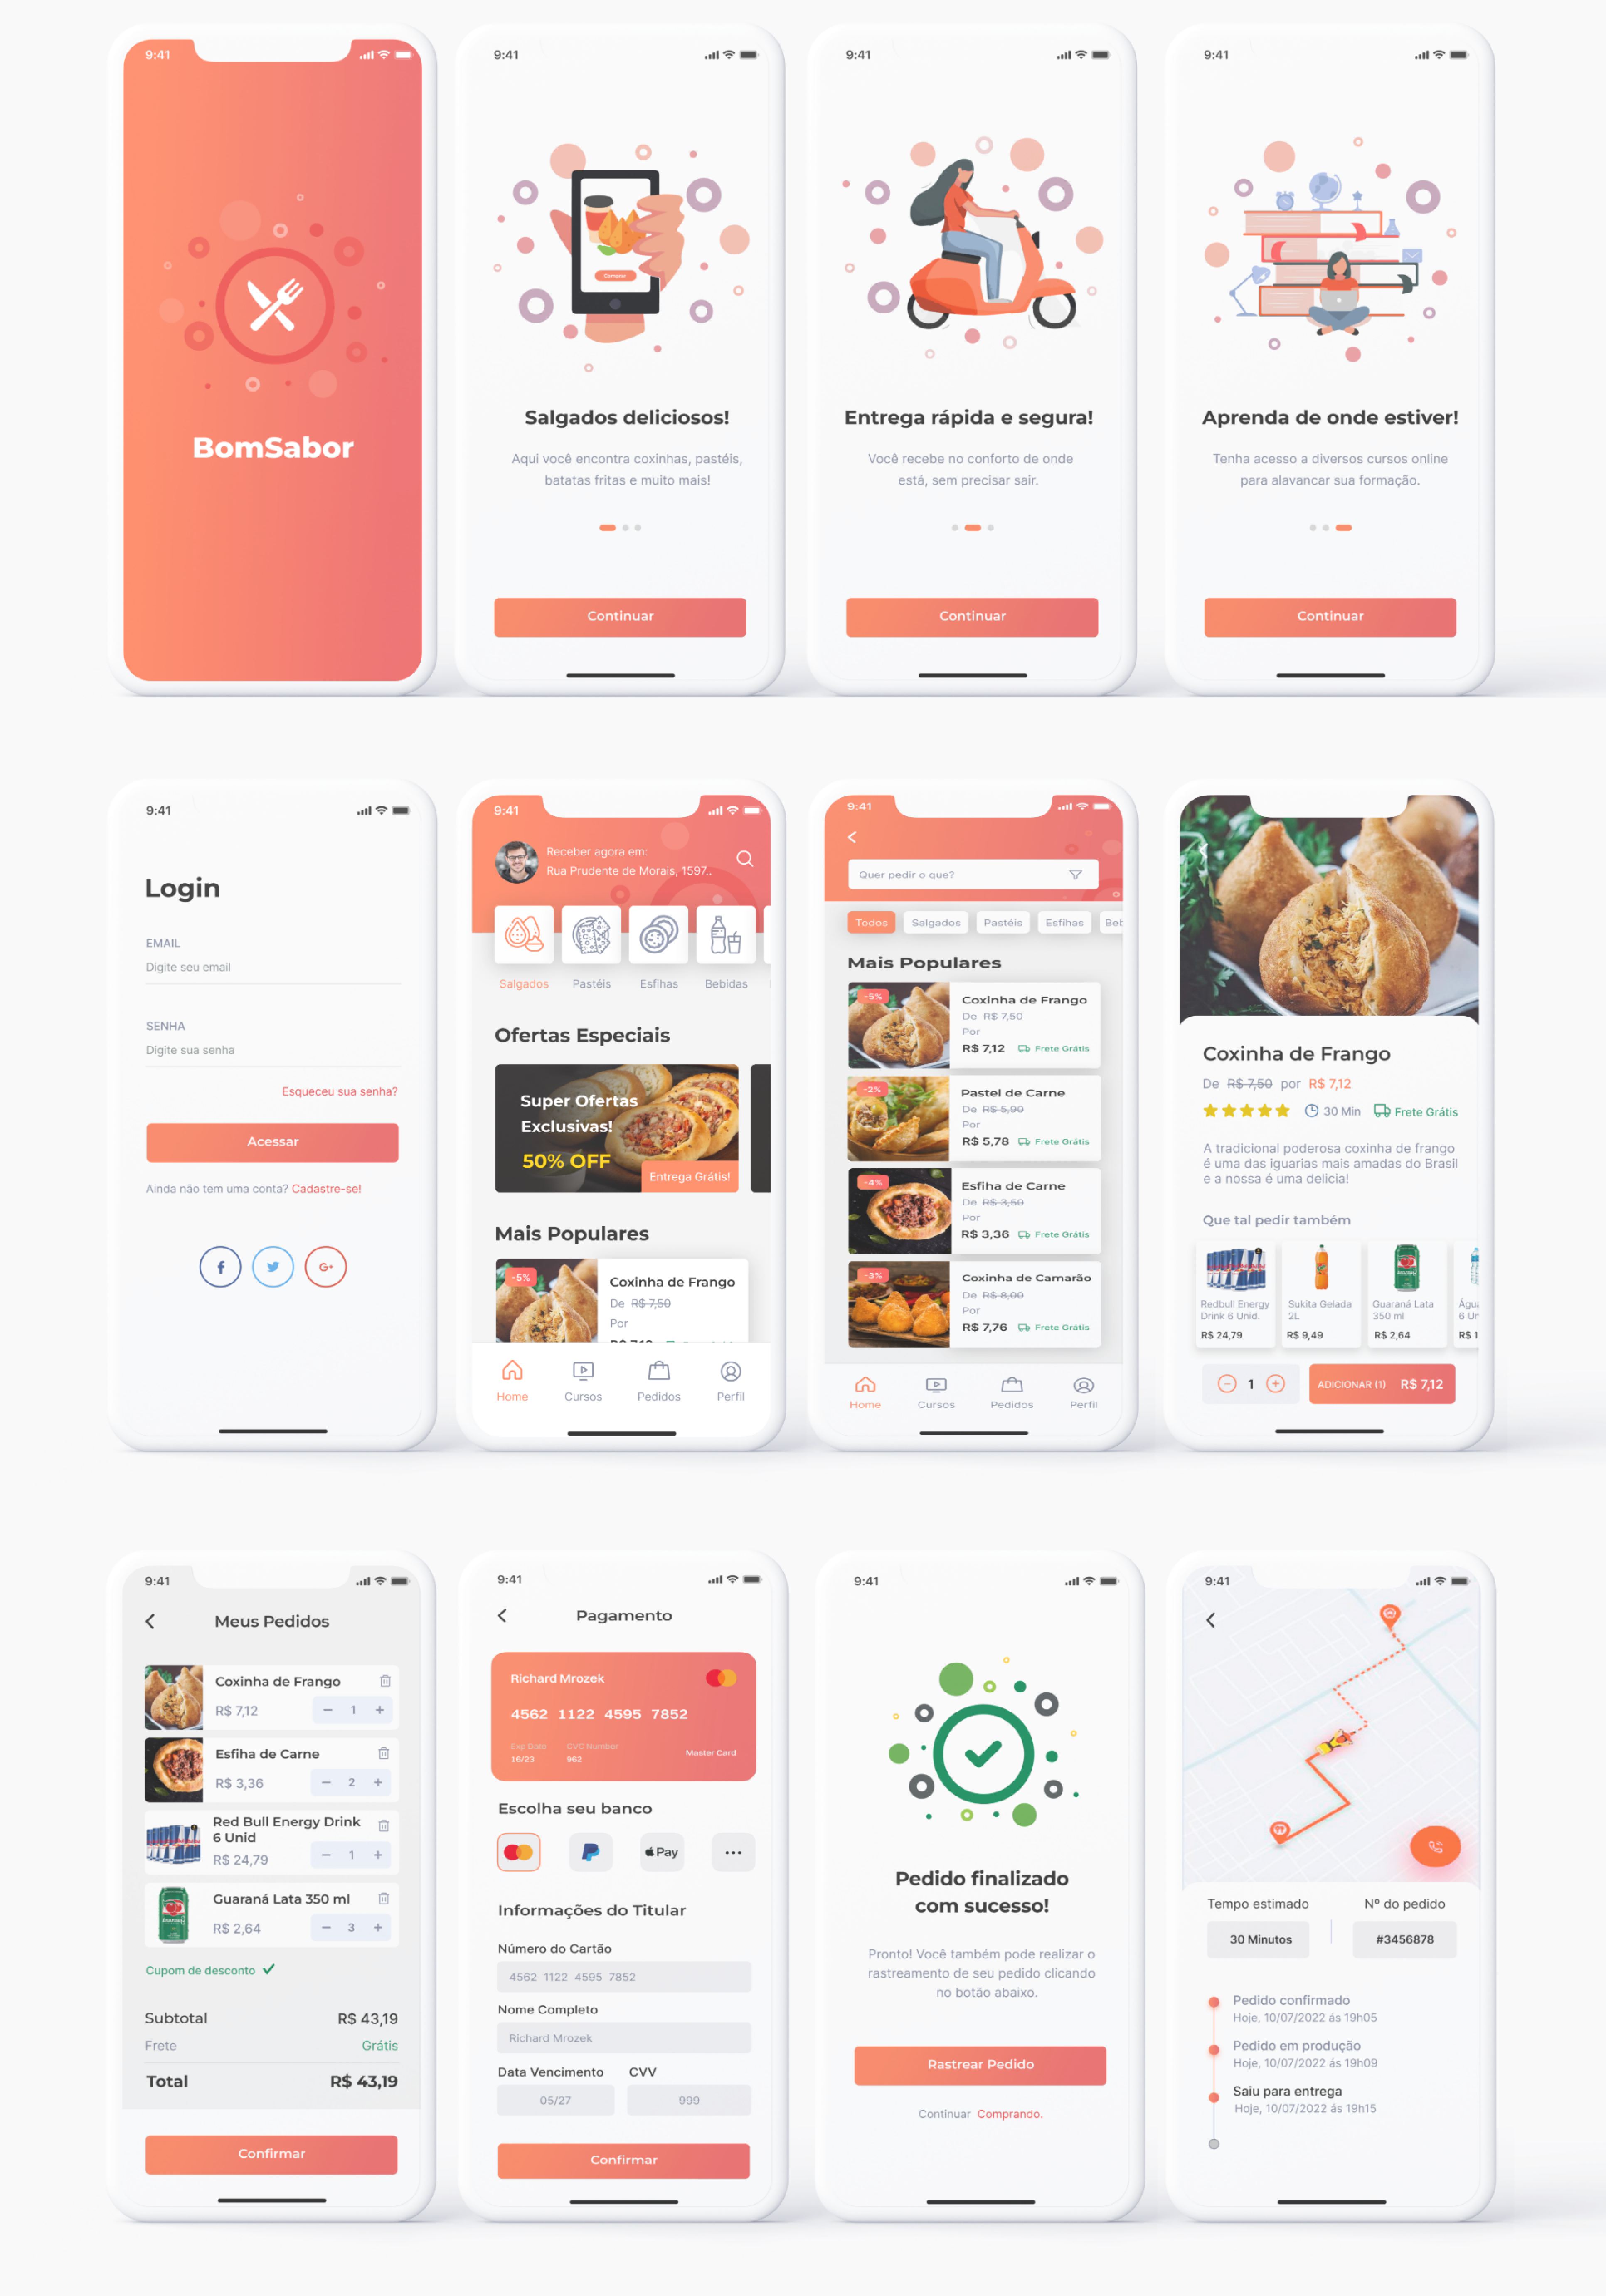 9:41
BomSabor
9:41
Comprar
Salgados deliciosos!
Aqui você encontra coxinhas, pastéis,
batatas fritas e muito mais!
Continuar
9:41
Entrega rápida e segura!
Você recebe no conforto de onde
está, sem precisar sair.
Continuar
9:41
Aprenda de onde estiver!
Tenha acesso a diversos cursos online
para alavancar sua formação.
Continuar
9:41
Login
EMAIL
Digite seu email
SENHA
Digite sua senha
Esqueceu sua senha?
Acessar
Ainda não tem uma conta? Cadastre-se!
f
G+
9:41
Receber agora em:
Rua Prudente de Morais, 1597..
Salgados
Pastéis
Esfihas
Bebidas
Ofertas Especiais
Super Ofertas
Exclusivas!
50% OFF
Entrega Grátis!
Mais Populares
-5%
Coxinha de Frango
De R$ 7,50
Por
Home
Cursos
Pedidos
Perfil
9:41
Quer pedir o que?
Todos
Salgados
Pastéis
Esfihas
Beb
Mais Populares
-5%
Coxinha de Frango
De R$ 7,50
Por
R$ 7,12 Frete Grátis
-2%
Pastel de Carne
De R$ 5,90
Por
R$ 5,78 Frete Grátis
-4%
Esfiha de Carne
De R$ 3,50
Por
R$ 3,36 Frete Grátis
-3%
Coxinha de Camarão
De R$ 8,00
Por
R$ 7,76 Frete Grátis
Home
Cursos
Pedidos
Perfil
Coxinha de Frango
De R$ 7,50 por R$ 7,12
30 Min
Frete Grátis
A tradicional poderosa coxinha de frango
é uma das iguarias mais amadas do Brasil
e a nossa é uma delicia!
Que tal pedir também
Redbull Energy
Drink 6 Unid.
R$ 24,79
Sukita Gelada
2L
R$ 9,49
Guaraná Lata
350 ml
R$ 2,64
Água
6 Un
R$ 1
1
ADICIONAR (1) R$ 7,12
9:41
Meus Pedidos
Coxinha de Frango
R$ 7,12
- 1 +
Esfiha de Carne
R$ 3,36
- 2 +
Red Bull Energy Drink
6 Unid
R$ 24,79
- 1 +
Guaraná Lata 350 ml
R$ 2,64
- 3 +
Cupom de desconto
Subtotal R$ 43,19
Frete Grátis
Total R$ 43,19
Confirmar
9:41
Pagamento
Richard Mrozek
4562 1122 4595 7852
Exp Date
16/23
CVC Number
962
Master Card
Escolha seu banco
Pay
...
Informações do Titular
Número do Cartão
4562 1122 4595 7852
Nome Completo
Richard Mrozek
Data Vencimento
CVV
05/27
999
Confirmar
9:41
Pedido finalizado
com sucesso!
Pronto! Você também pode realizar o
rastreamento de seu pedido clicando
no botão abaixo.
Rastrear Pedido
Continuar Comprando.
9:41
Tempo estimado
Nº do pedido
30 Minutos
#3456878
Pedido confirmado
Hoje, 10/07/2022 ás 19h05
Pedido em produção
Hoje, 10/07/2022 ás 19h09
Saiu para entrega
Hoje, 10/07/2022 ás 19h15